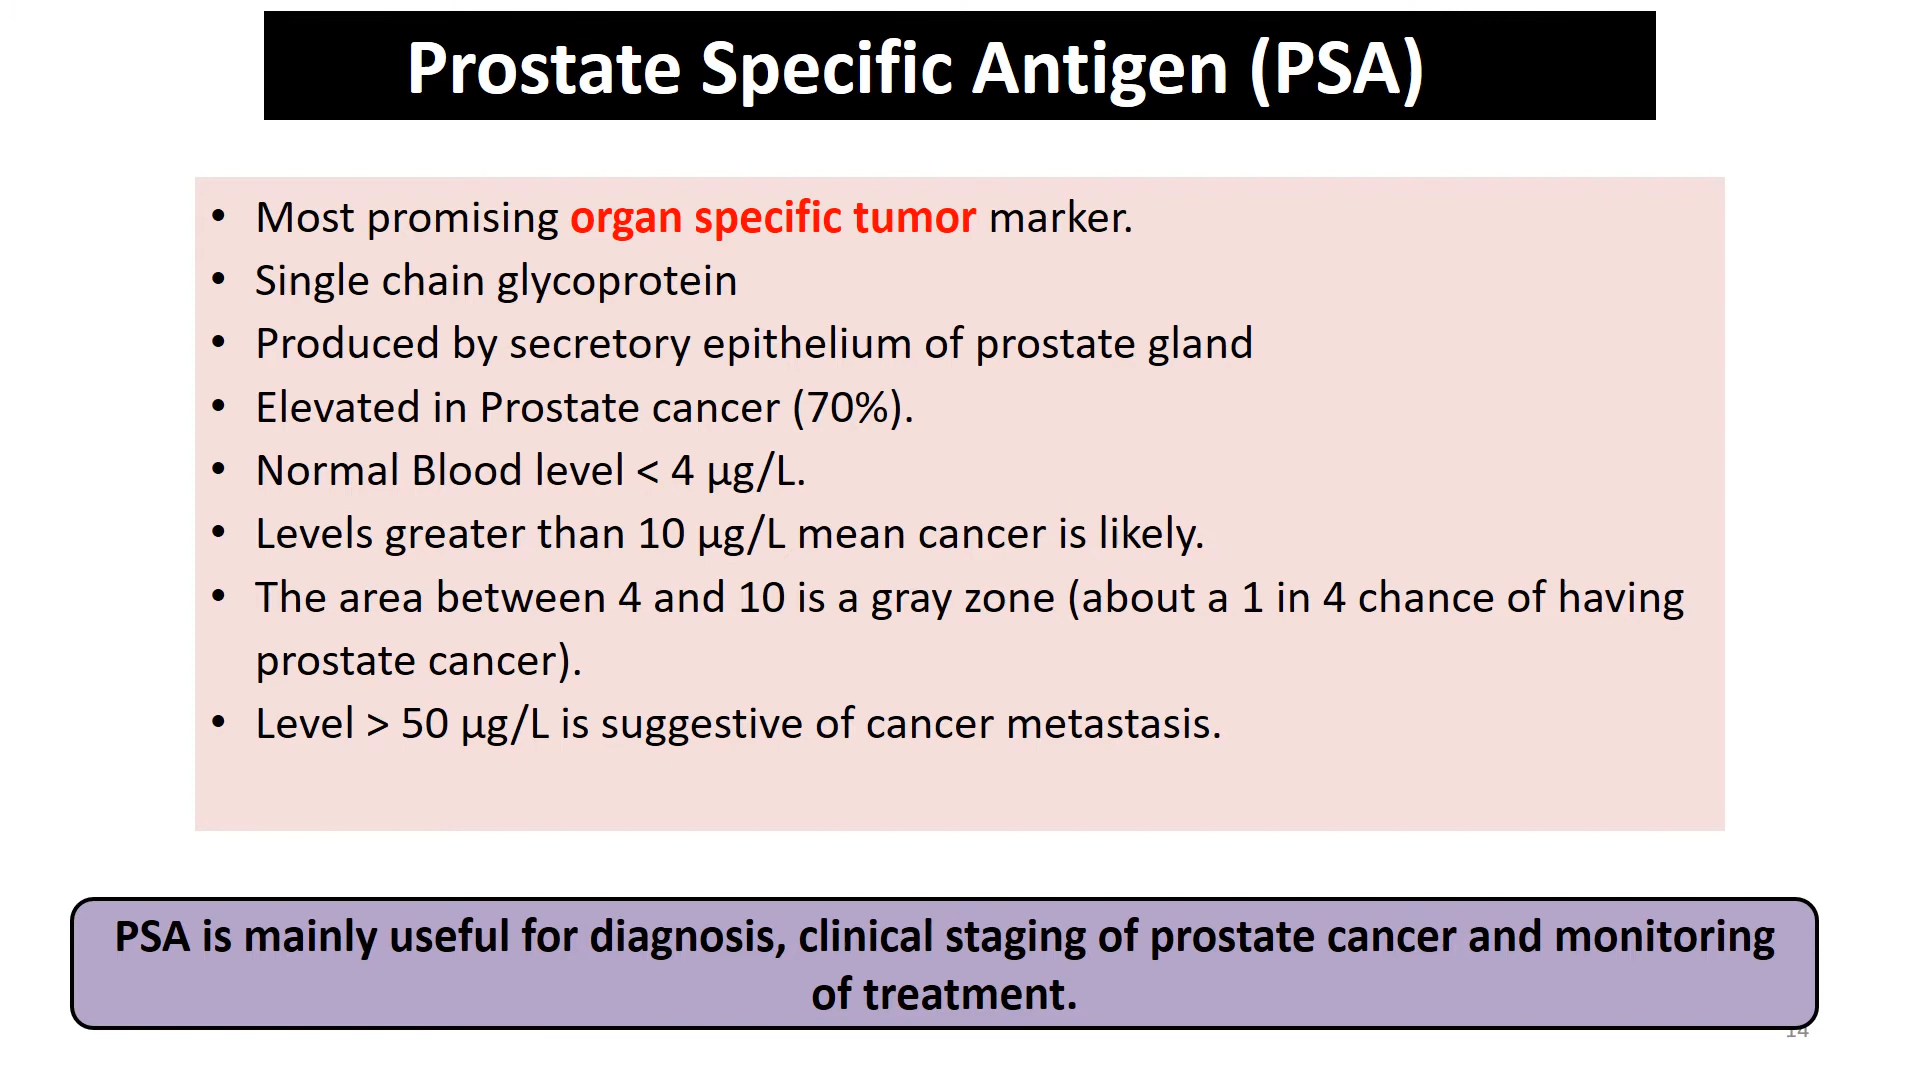 Prostate Specific Antigen (PSA)
• Most promising organ specific tumor marker.
• Single chain glycoprotein
• Produced by secretory epithelium of prostate gland
• Elevated in Prostate cancer (70%).
• Normal Blood level < 4 µg/L.
• Levels greater than 10 µg/L mean cancer is likely.
• The area between 4 and 10 is a gray zone (about a 1 in 4 chance of having
prostate cancer).
• Level > 50 µg/L is suggestive of cancer metastasis.
PSA is mainly useful for diagnosis, clinical staging of prostate cancer and monitoring
of treatment.
14